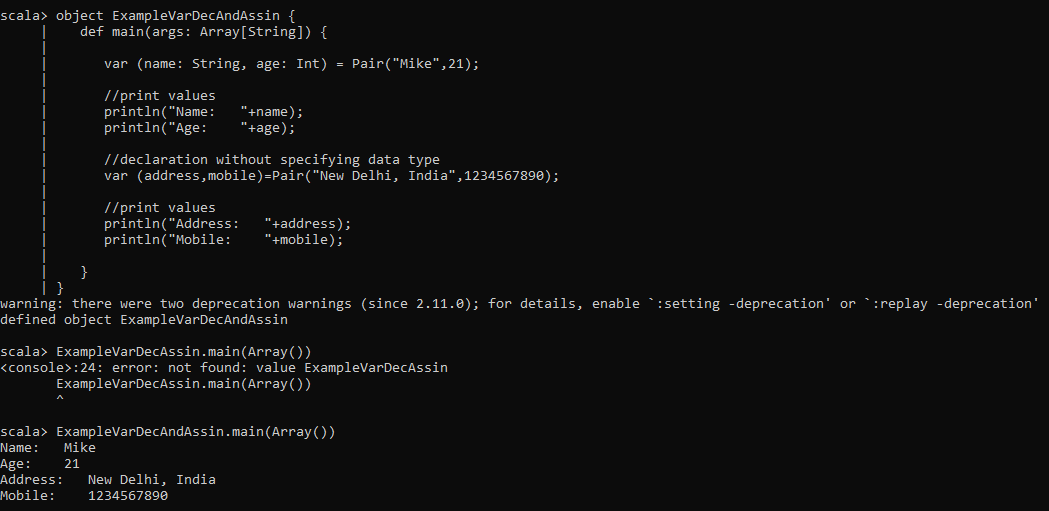 scala> object ExampleVarDecAndAssin {
     |    def main(args: Array[String]) {
     |
     |       var (name: String, age: Int) = Pair("Mike",21);
     |
     |       //print values
     |       println("Name:   "+name);
     |       println("Age:    "+age);
     |
     |       //declaration without specifying data type
     |       var (address,mobile)=Pair("New Delhi, India",1234567890);
     |
     |       //print values
     |       println("Address:   "+address);
     |       println("Mobile:    "+mobile);
     |
     |    }
     | }
warning: there were two deprecation warnings (since 2.11.0); for details, enable `:setting -deprecation' or `:replay -deprecation'
defined object ExampleVarDecAndAssin

scala> ExampleVarDecAssin.main(Array())
<console>:24: error: not found: value ExampleVarDecAssin
       ExampleVarDecAssin.main(Array())
       ^

scala> ExampleVarDecAndAssin.main(Array())
Name:   Mike
Age:    21
Address:   New Delhi, India
Mobile:    1234567890